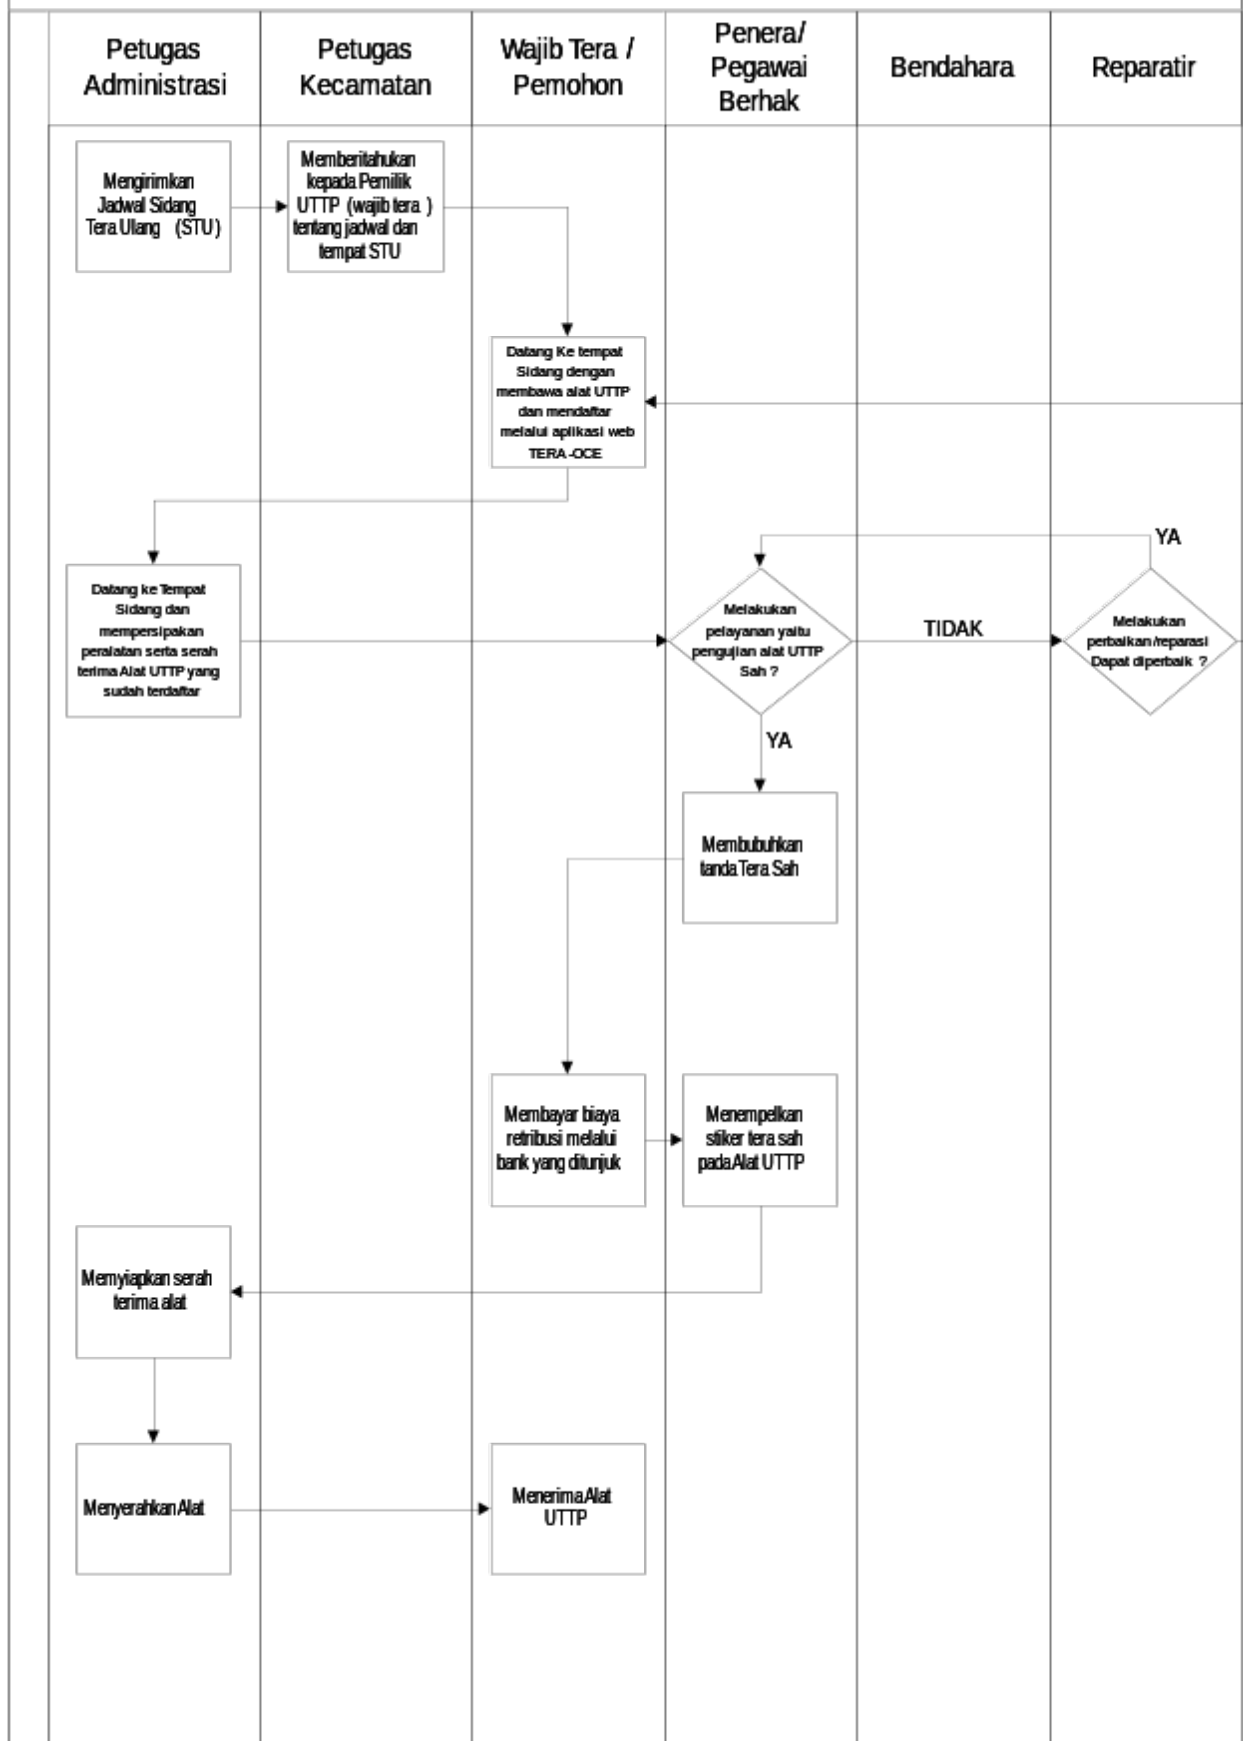 Petugas
Administrasi
Petugas
Kecamatan
Wajib Tera /
Pemohon
Penera/
Pegawai
Berhak
Bendahara
Reparatir
Mengirimkan
Jadwal Sidang
Tera Ulang (STU)
Memberitahukan
kepada Pemilik
UTTP (wajib tera )
tentang jadwal dan
tempat STU
Datang Ke tempat
Sidang dengan
membawa alat UTTP
dan mendaftar
melalui aplikasi web
TERA-OCE
Datang ke Tempat
Sidang dan
mempersipakan
peralatan serta serah
terima Alat UTTP yang
sudah terdaftar
Melakukan
pelayanan yaitu
pengujian alat UTTP
Sah ?
TIDAK
YA
Melakukan
perbaikan/reparasi
Dapat diperbaik ?
YA
Membubuhkan
tanda Tera Sah
Membayar biaya
retribusi melalui
bank yang ditunjuk
Menempelkan
stiker tera sah
pada Alat UTTP
Memyiapkan serah
terima alat
Menyerahkan Alat
Menerima Alat
UTTP